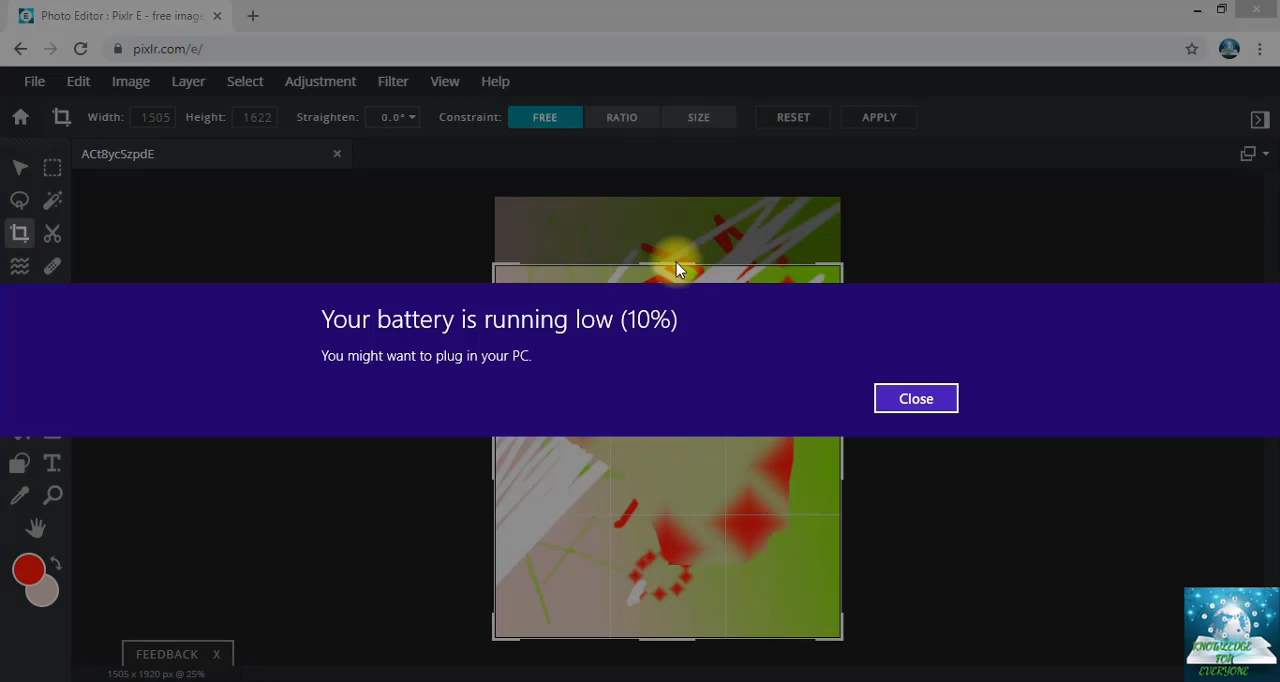 Photo Editor : Pixlr E - free image
pixlr.com/e/
File Edit Image Layer Select Adjustment Filter View Help
Width: 1505 Height: 1622 Straighten: 0.0° Constraint: FREE RATIO SIZE RESET APPLY
ACt8ycSzpdE
Your battery is running low (10%)
You might want to plug in your PC.
Close
T
FEEDBACK X
1505 x 1920 px @ 25%
KNOWLEDGE
FOR
EVERYONE